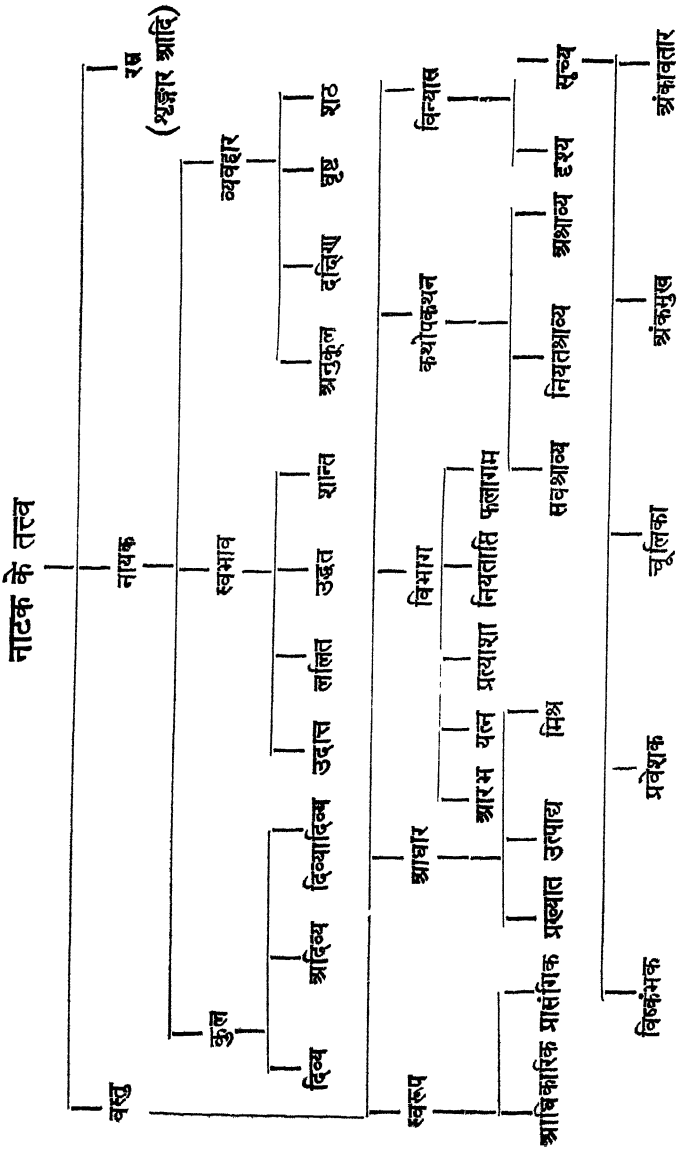 नाटक के तत्त्व
वस्तु नायक रस
(शृङ्गार आदि)
कुल स्वभाव व्यवहार
दिव्य अदिव्य दिव्यादिव्य उदात्त ललित उद्धत शान्त अनुकूल दक्षिण धृष्ट शठ
स्वरूप आधार विभाग कथोपकथन विन्यास
आरंभ यत्न प्रत्याशा नियताप्ति फलागम
आधिकारिक प्रासंगिक प्रख्यात उत्पाद्य मिश्र सर्वश्राव्य नियतश्राव्य अश्राव्य दृश्य सूच्य
विष्कंभक प्रवेशक चूलिका अंकमुख अंकावतार